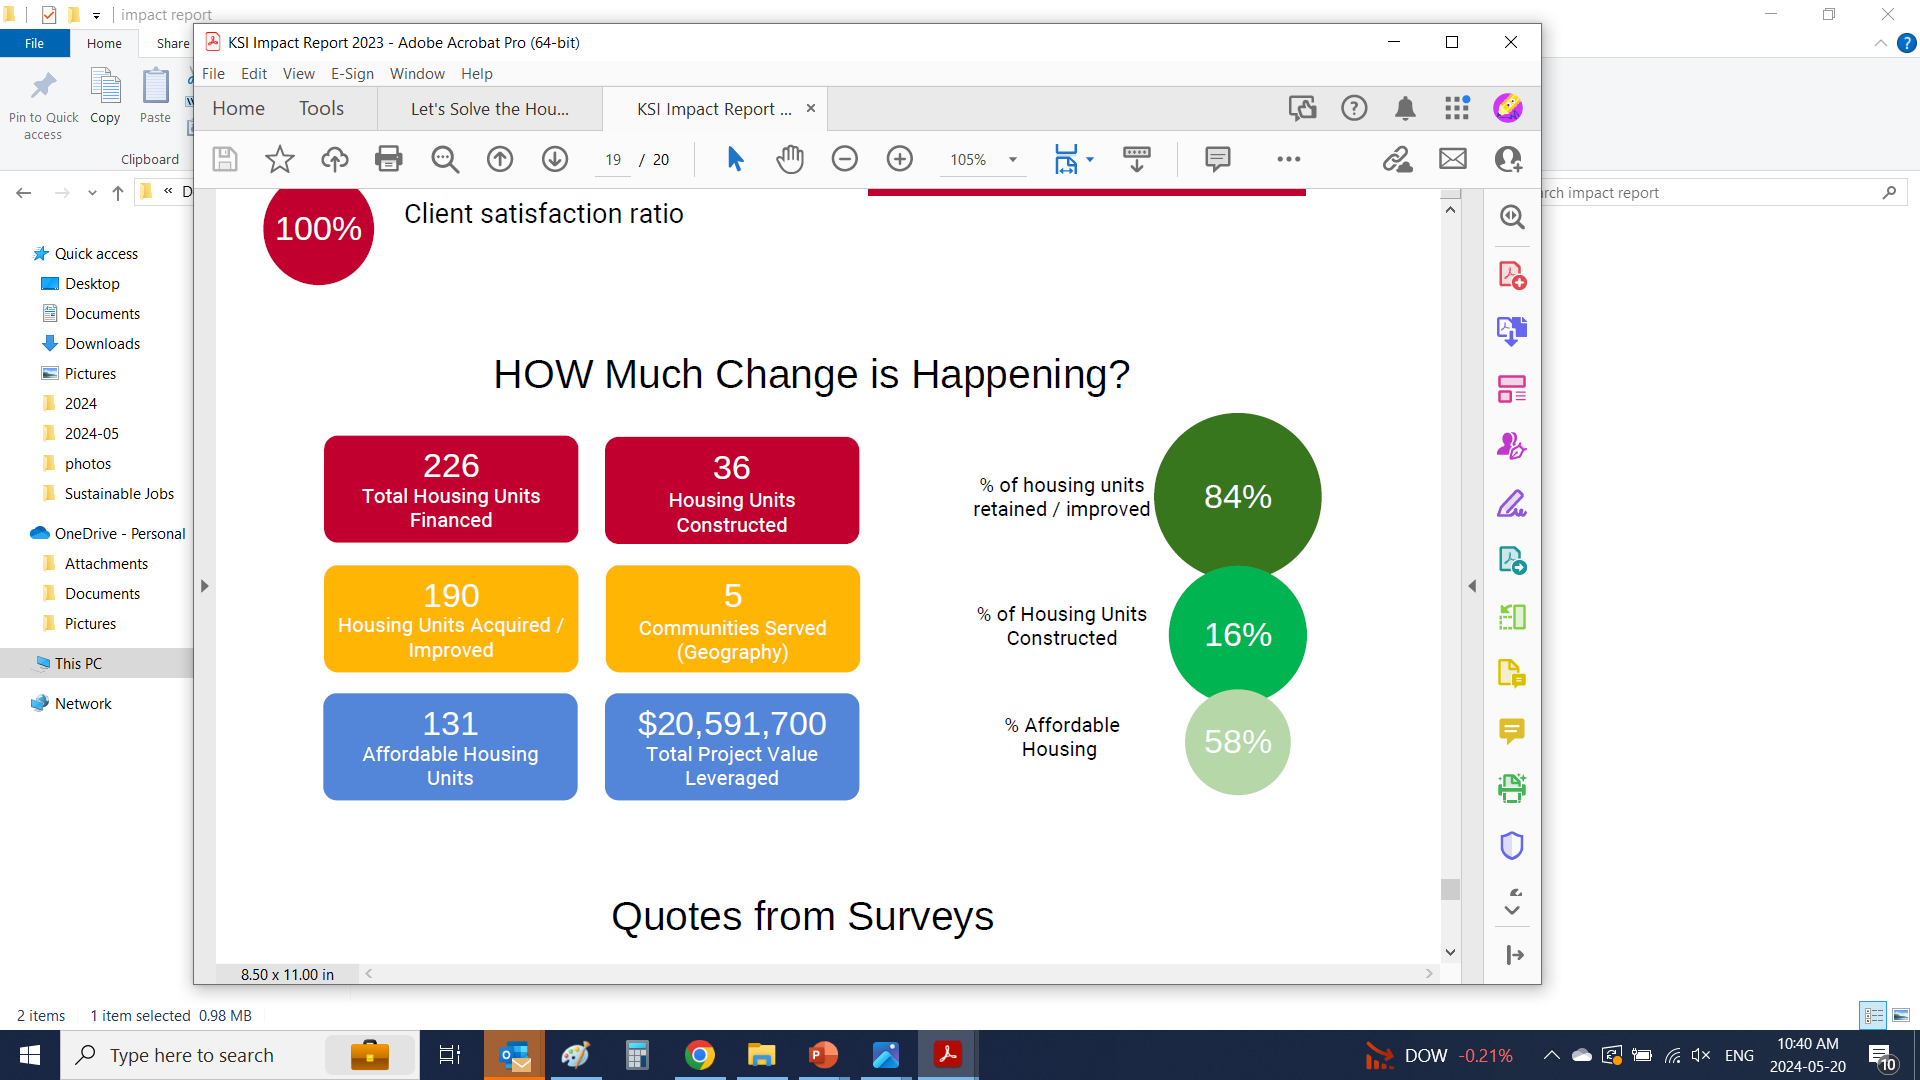 impact report
KSI Impact Report 2023 - Adobe Acrobat Pro (64-bit)
File
Home
Share
File Edit View E-Sign Window Help
Pin to Quick access
Copy
Paste
Clipboard
Home
Tools
Let's Solve the Hou...
KSI Impact Report ...
19 / 20
105%
« D
rch impact report
Quick access
Desktop
Documents
Downloads
Pictures
2024
2024-05
photos
Sustainable Jobs
OneDrive - Personal
Attachments
Documents
Pictures
This PC
Network
100%
Client satisfaction ratio
HOW Much Change is Happening?
226
Total Housing Units
Financed
36
Housing Units
Constructed
% of housing units
retained / improved
84%
190
Housing Units Acquired /
Improved
5
Communities Served
(Geography)
% of Housing Units
Constructed
16%
131
Affordable Housing
Units
$20,591,700
Total Project Value
Leveraged
% Affordable
Housing
58%
Quotes from Surveys
8.50 x 11.00 in
2 items
1 item selected 0.98 MB
Type here to search
DOW -0.21%
ENG
10:40 AM
2024-05-20
10